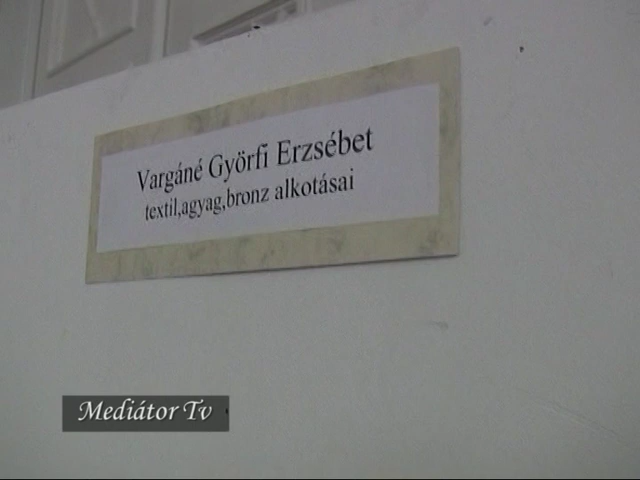 Vargáné Györfi Erzsébet
textil,agyag,bronz alkotásai
Mediátor Tv